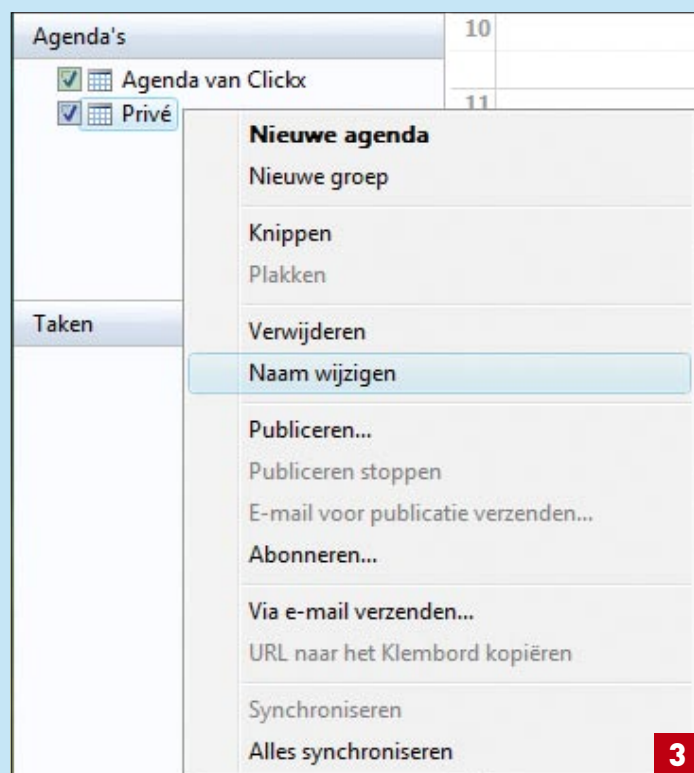 Agenda's
Agenda van Clickx
Privé
10
11
Nieuwe agenda
Nieuwe groep
Knippen
Plakken
Taken
Verwijderen
Naam wijzigen
Publiceren...
Publiceren stoppen
E-mail voor publicatie verzenden...
Abonneren...
Via e-mail verzenden...
URL naar het Klembord kopiëren
Synchroniseren
Alles synchroniseren
3